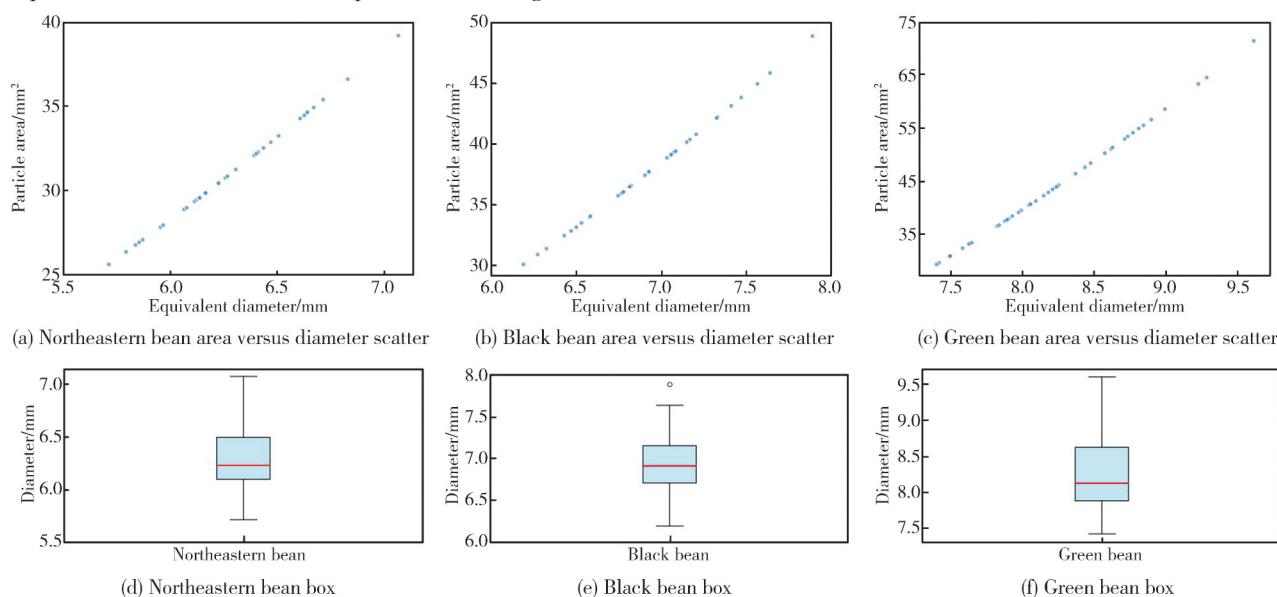 40
35
30
25
Particle area/mm²
5.5 6.0 6.5 7.0
Equivalent diameter/mm
(a) Northeastern bean area versus diameter scatter
50
45
40
35
30
Particle area/mm²
6.0 6.5 7.0 7.5 8.0
Equivalent diameter/mm
(b) Black bean area versus diameter scatter
75
65
55
45
35
25
Particle area/mm²
7.5 8.0 8.5 9.0 9.5
Equivalent diameter/mm
(c) Green bean area versus diameter scatter
7.0
6.5
6.0
5.5
Diameter/mm
Northeastern bean
(d) Northeastern bean box
8.0
7.5
7.0
6.5
6.0
Diameter/mm
Black bean
(e) Black bean box
9.5
9.0
8.5
8.0
7.5
Diameter/mm
Green bean
(f) Green bean box